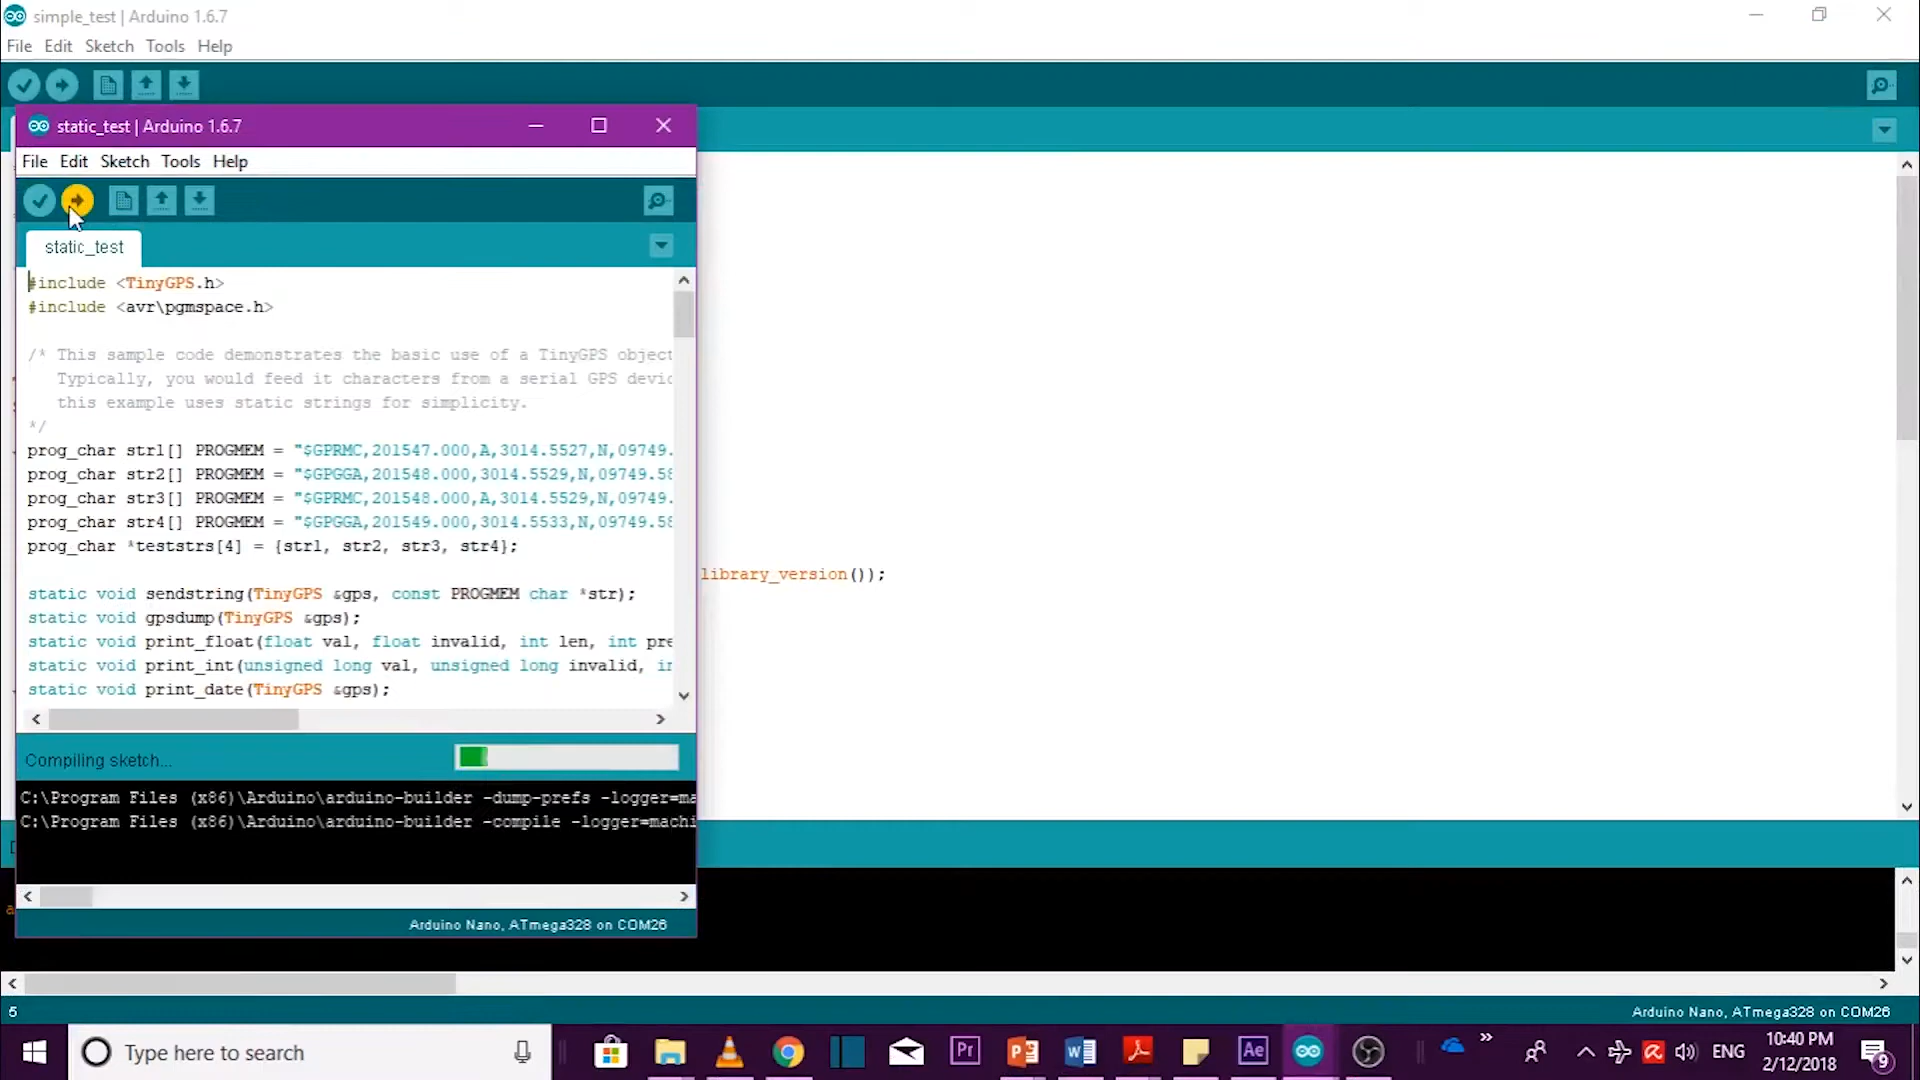 simple_test | Arduino 1.6.7
File Edit Sketch Tools Help
static_test | Arduino 1.6.7
File Edit Sketch Tools Help
static_test
#include <TinyGPS.h>
#include <avr\pgmspace.h>
/* This sample code demonstrates the basic use of a TinyGPS object
Typically, you would feed it characters from a serial GPS devic
this example uses static strings for simplicity.
*/
prog_char str1[] PROGMEM = "$GPRMC,201547.000,A,3014.5527,N,09749.
prog_char str2[] PROGMEM = "$GPGGA,201548.000,3014.5529,N,09749.58
prog_char str3[] PROGMEM = "$GPRMC,201548.000,A,3014.5529,N,09749.
prog_char str4[] PROGMEM = "$GPGGA,201549.000,3014.5533,N,09749.58
prog_char *teststrs[4] = {str1, str2, str3, str4};
library_version());
static void sendstring(TinyGPS &gps, const PROGMEM char *str);
static void gpsdump(TinyGPS &gps);
static void print_float(float val, float invalid, int len, int pre
static void print_int(unsigned long val, unsigned long invalid, in
static void print_date(TinyGPS &gps);
Compiling sketch...
C:\Program Files (x86)\Arduino\arduino-builder -dump-prefs -logger=ma
C:\Program Files (x86)\Arduino\arduino-builder -compile -logger=machi
Arduino Nano, ATmega328 on COM26
5
Arduino Nano, ATmega328 on COM26
Type here to search
Pr
Ae
ENG
10:40 PM
2/12/2018
9